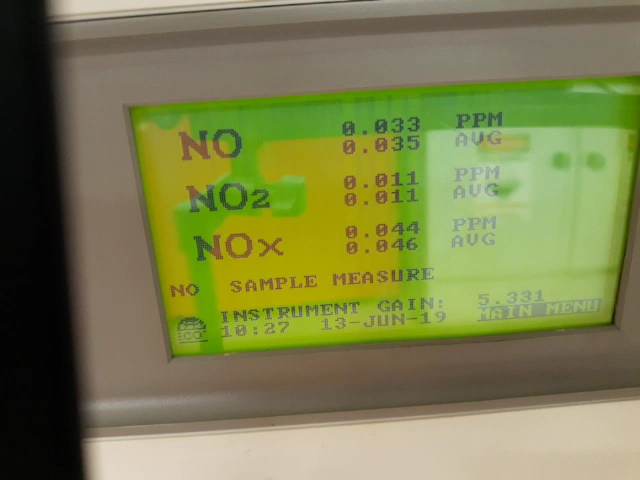 NO 0.033 PPM
0.035 AVG
NO2 0.011 PPM
0.011 AVG
NOX 0.044 PPM
0.046 AVG
NO SAMPLE MEASURE
INSTRUMENT GAIN: 5.331
10:27 13-JUN-19 MAIN MENU